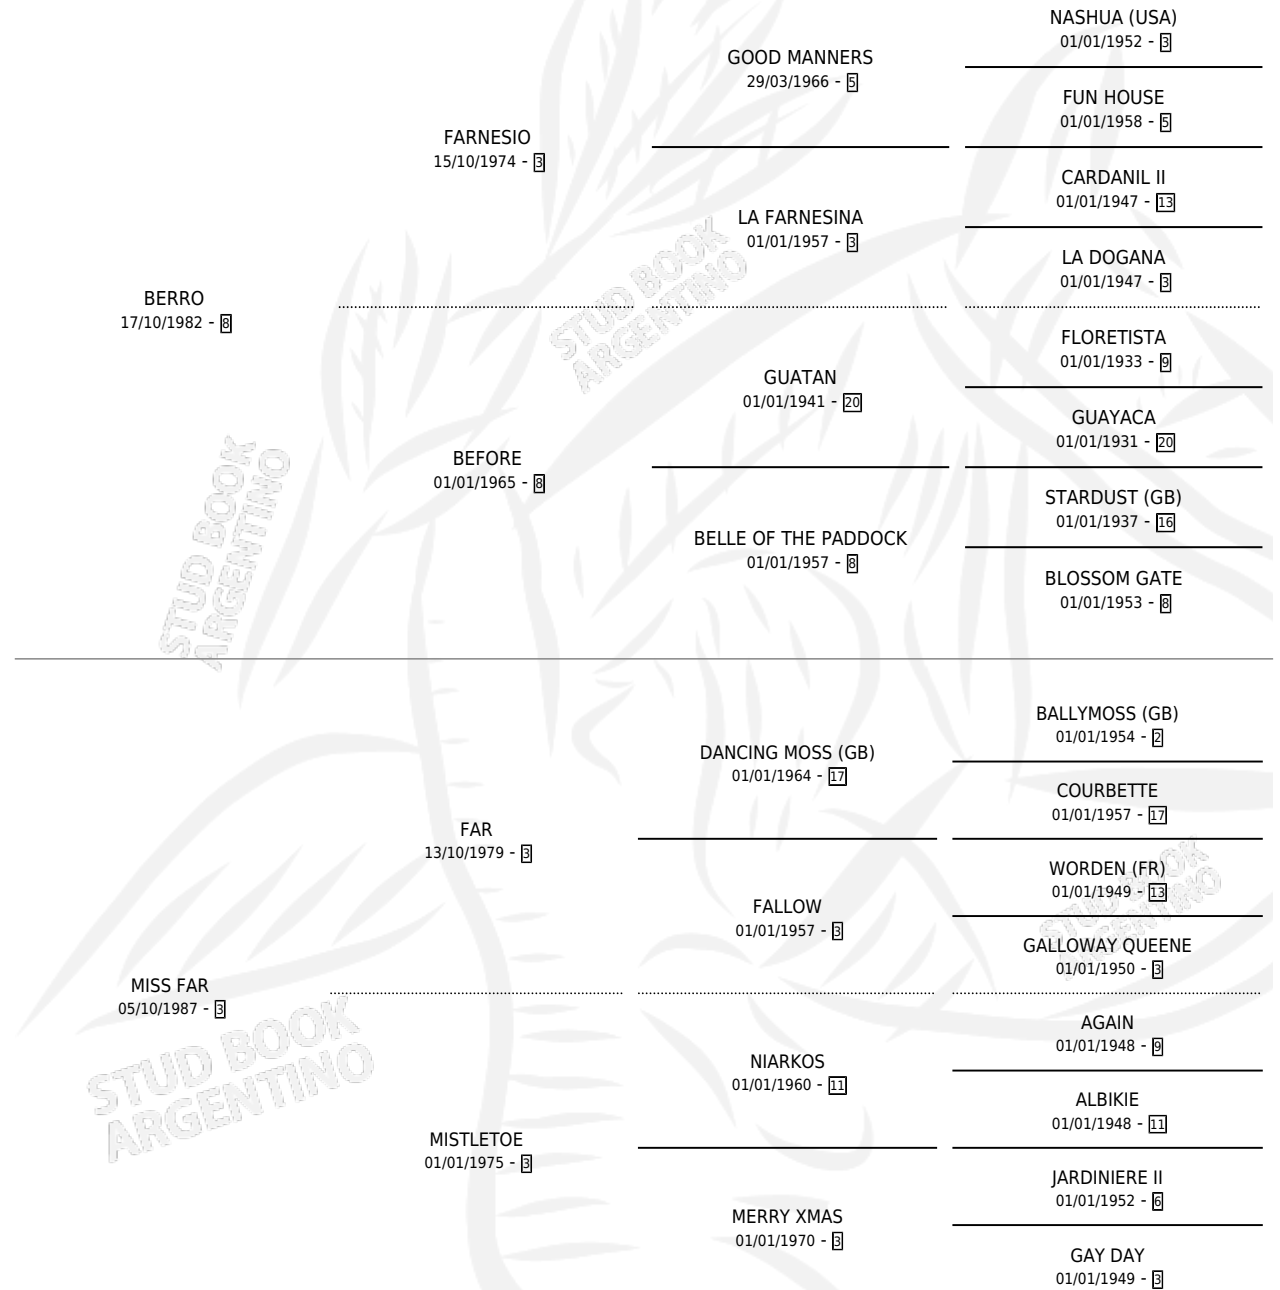 NASHUA (USA)
01/01/1952 - 3
GOOD MANNERS
29/03/1966 - 5
FUN HOUSE
01/01/1958 - 5
FARNESIO
15/10/1974 - 3
CARDANIL II
01/01/1947 - 13
LA FARNESINA
01/01/1957 - 3
LA DOGANA
01/01/1947 - 3
BERRO
17/10/1982 - 8
STUD BOOK
ARGENTINO
FLORETISTA
01/01/1933 - 9
GUATAN
01/01/1941 - 20
GUAYACA
01/01/1931 - 20
BEFORE
01/01/1965 - 8
STARDUST (GB)
01/01/1937 - 16
BELLE OF THE PADDOCK
01/01/1957 - 8
BLOSSOM GATE
01/01/1953 - 8
STUD BOOK
ARGENTINO
BALLYMOSS (GB)
01/01/1954 - 2
DANCING MOSS (GB)
01/01/1964 - 17
COURBETTE
01/01/1957 - 17
FAR
13/10/1979 - 3
WORDEN (FR)
01/01/1949 - 13
FALLOW
01/01/1957 - 3
STUD BOOK
ARGENTINO
GALLOWAY QUEENE
01/01/1950 - 3
MISS FAR
05/10/1987 - 3
AGAIN
01/01/1948 - 9
NIARKOS
01/01/1960 - 11
ALBIKIE
01/01/1948 - 11
STUD BOOK
ARGENTINO
MISTLETOE
01/01/1975 - 3
JARDINIERE II
01/01/1952 - 6
MERRY XMAS
01/01/1970 - 3
GAY DAY
01/01/1949 - 3